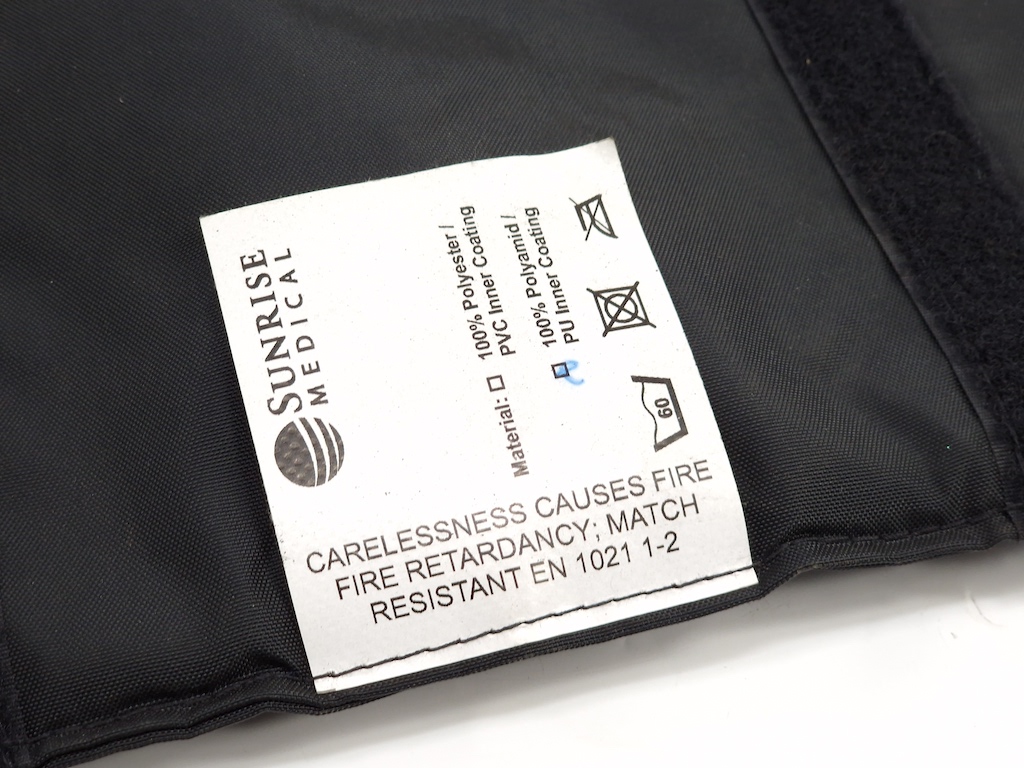 SUNRISE
MEDICAL
Material: 100% Polyester /
PVC Inner Coating
100% Polyamid /
PU Inner Coating
60
CARELESSNESS CAUSES FIRE
FIRE RETARDANCY; MATCH
RESISTANT EN 1021 1-2